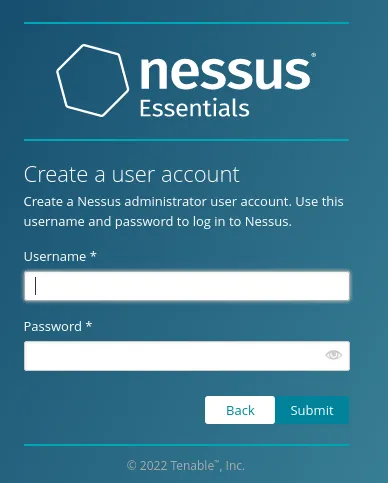 nessus®
Essentials
Create a user account
Create a Nessus administrator user account. Use this
username and password to log in to Nessus.
Username *
Password *
Back Submit
© 2022 Tenable™, Inc.